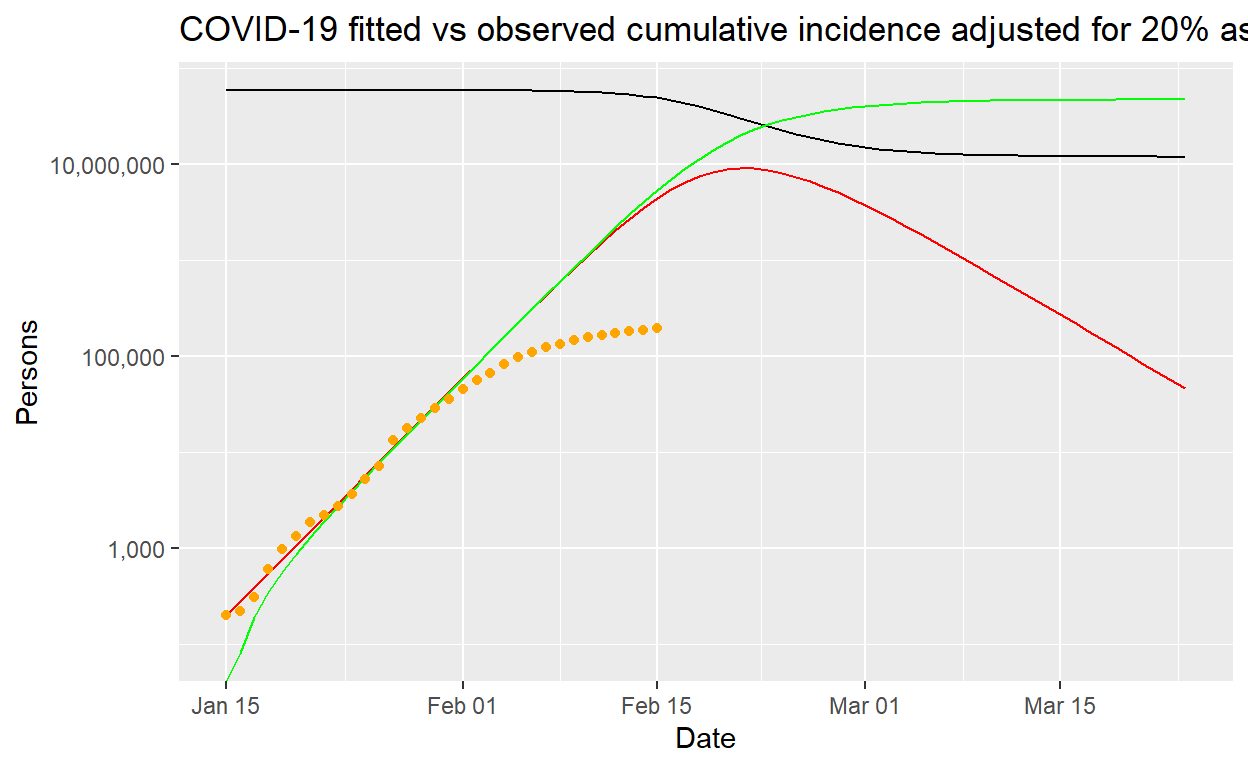 COVID-19 fitted vs observed cumulative incidence adjusted for 20% as
Persons
10,000,000
100,000
1,000
Jan 15 Feb 01 Feb 15 Mar 01 Mar 15
Date